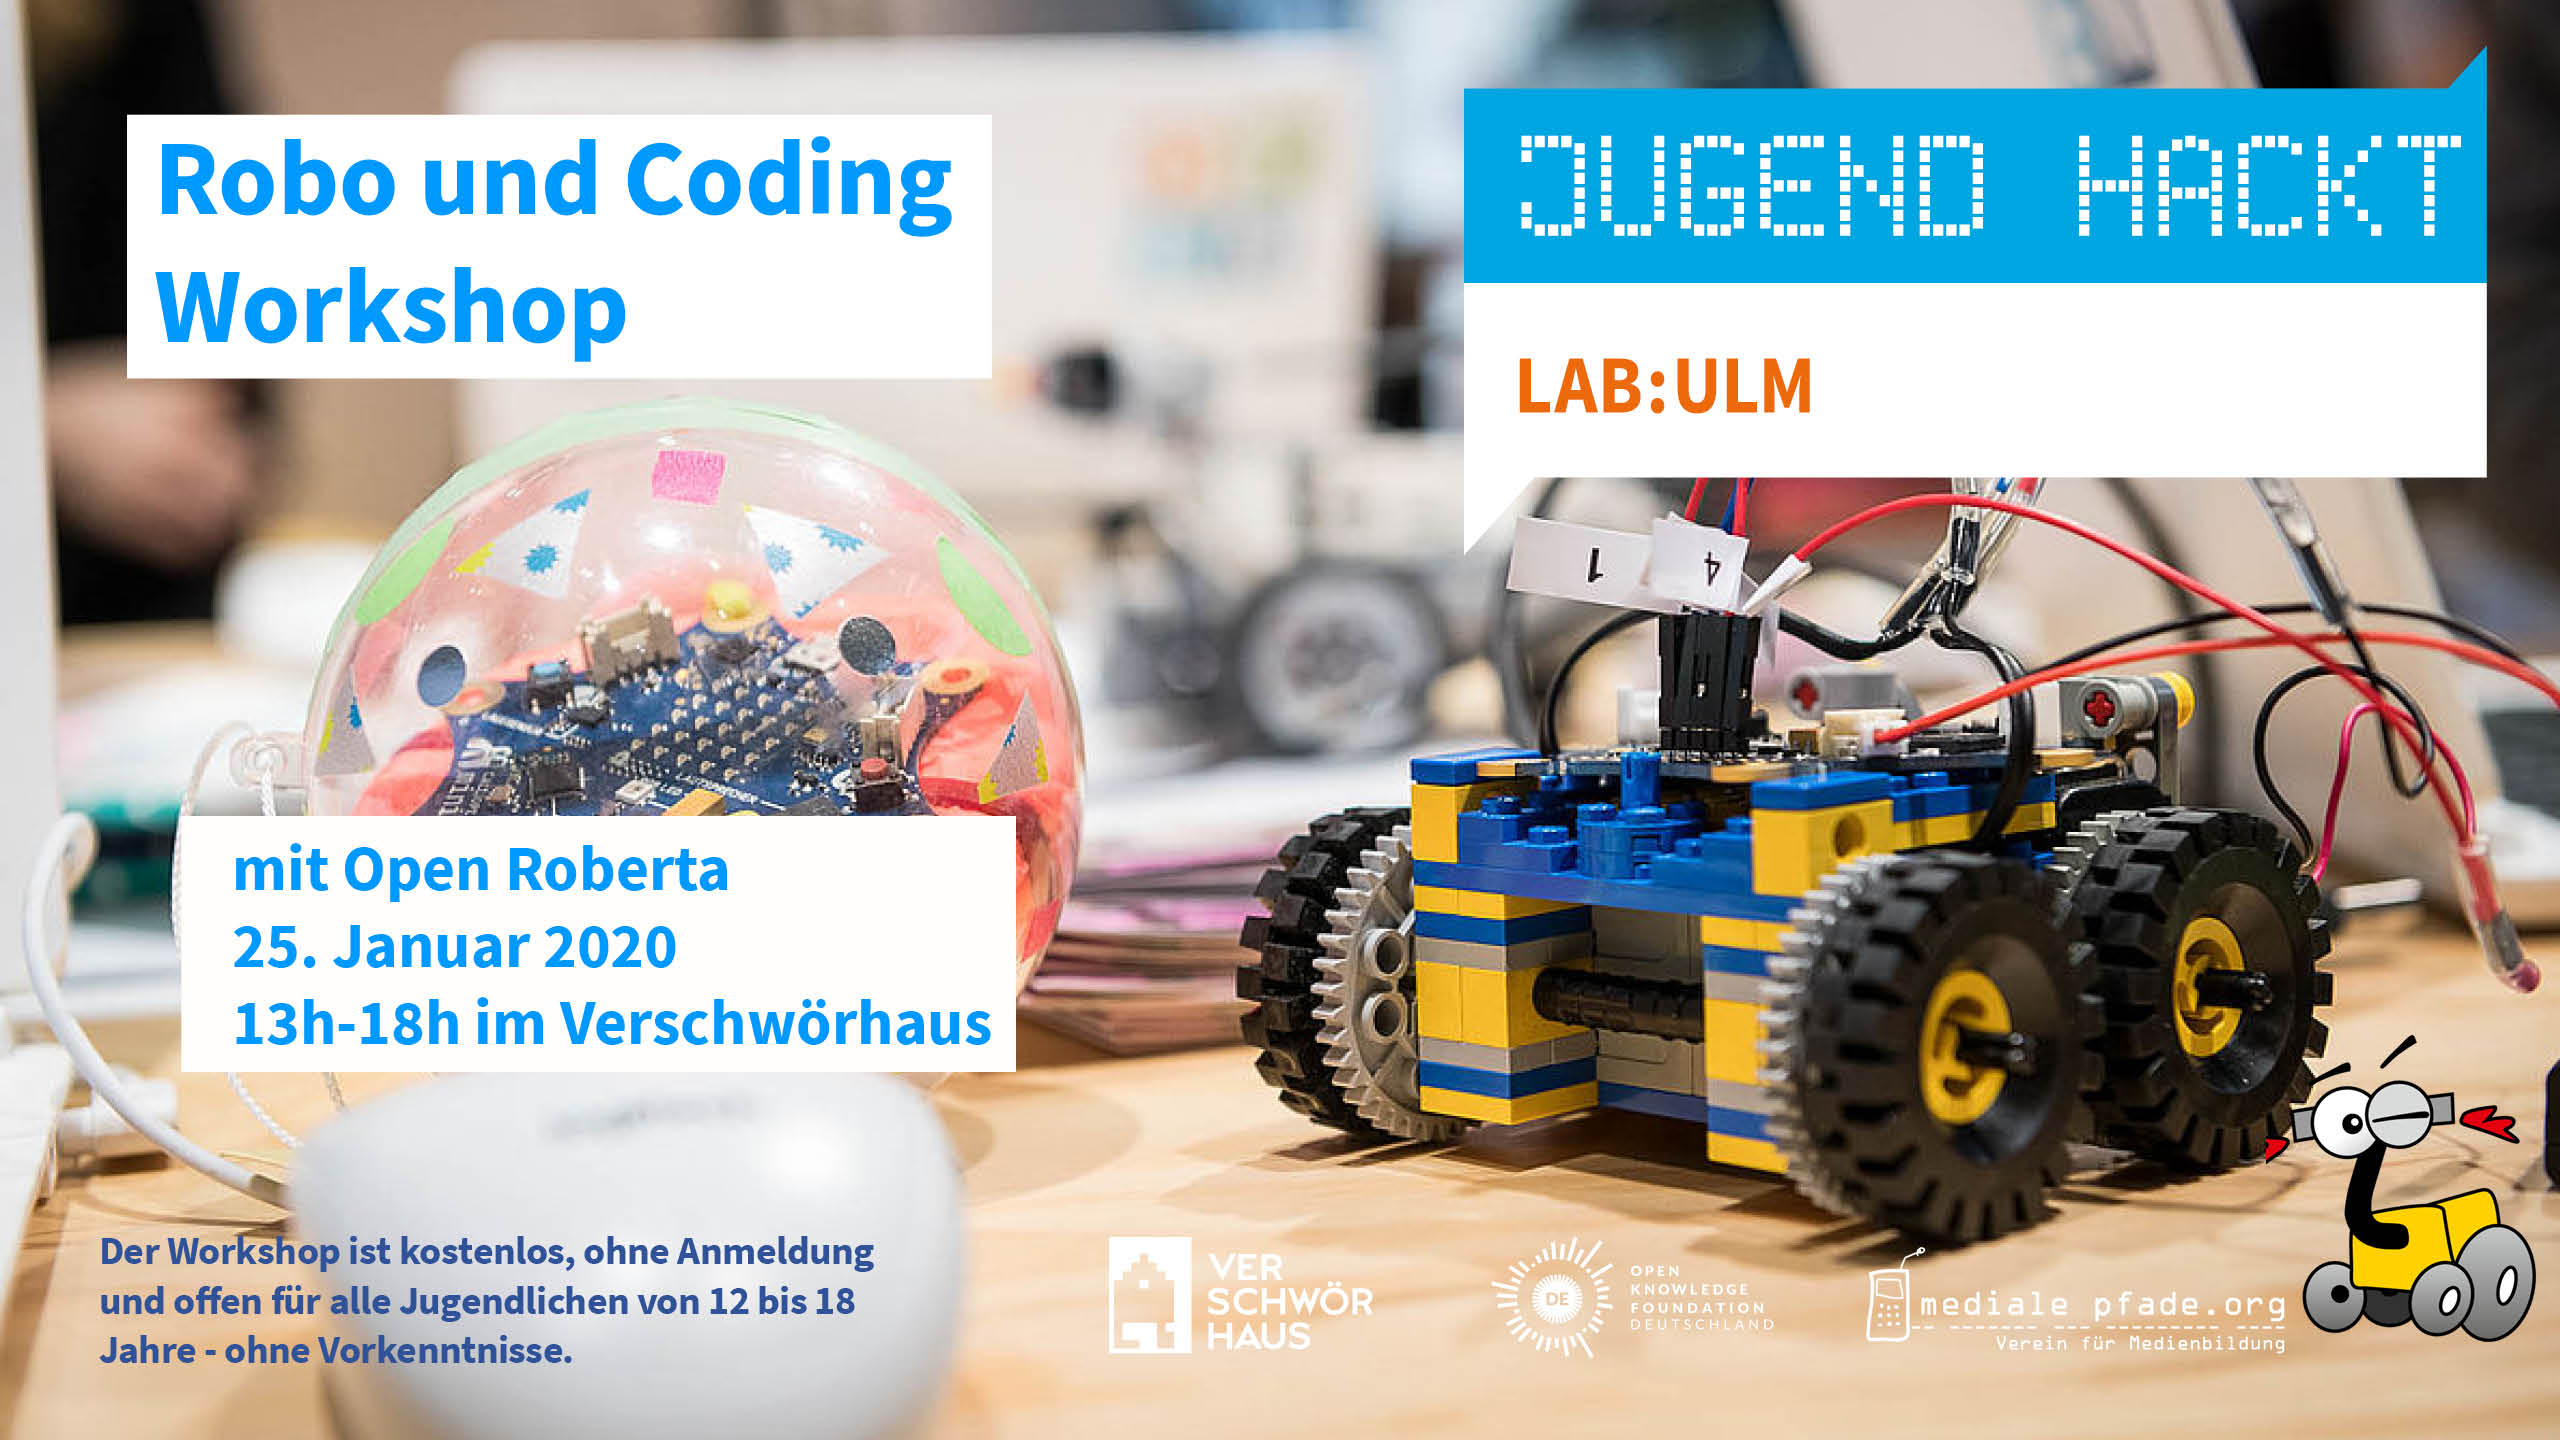 Robo und Coding
Workshop
JUGEND HACKT
LAB:ULM
1
4
mit Open Roberta
25. Januar 2020
13h-18h im Verschwörhaus
Der Workshop ist kostenlos, ohne Anmeldung
und offen für alle Jugendlichen von 12 bis 18
Jahre - ohne Vorkenntnisse.
VER
SCHWÖR
HAUS
DE
OPEN
KNOWLEDGE
FOUNDATION
DEUTSCHLAND
mediale pfade.org
Verein für Medienbildung